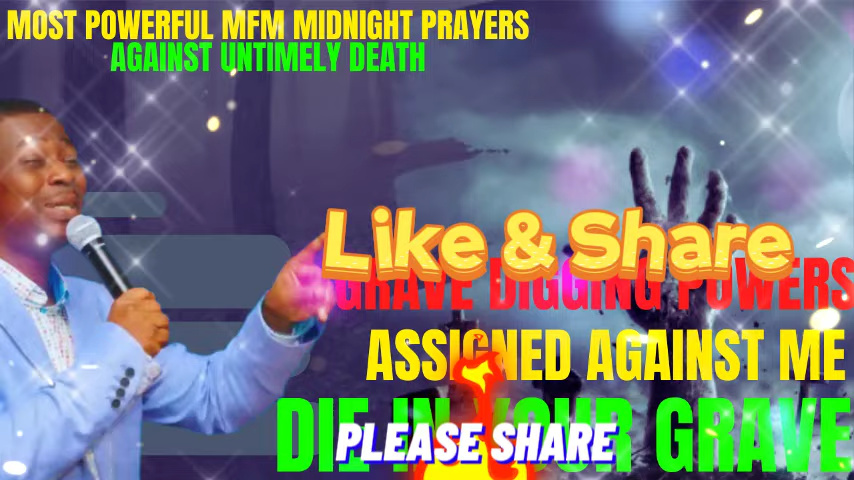 MOST POWERFUL MFM MIDNIGHT PRAYERS
AGAINST UNTIMELY DEATH
Like & Share
GRAVE DIGGING POWERS
ASSIGNED AGAINST ME
DIE IN YOUR GRAVE
PLEASE SHARE